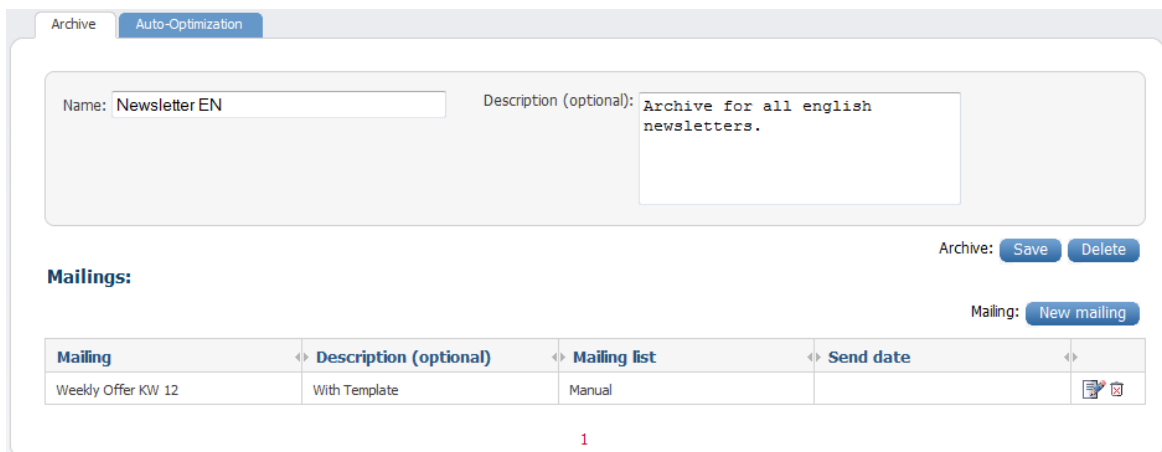 Archive Auto-Optimization
Name: Newsletter EN Description (optional): Archive for all english
newsletters.
Archive: Save Delete
Mailings:
Mailing: New mailing
Mailing Description (optional) Mailing list Send date
Weekly Offer KW 12 With Template Manual
1